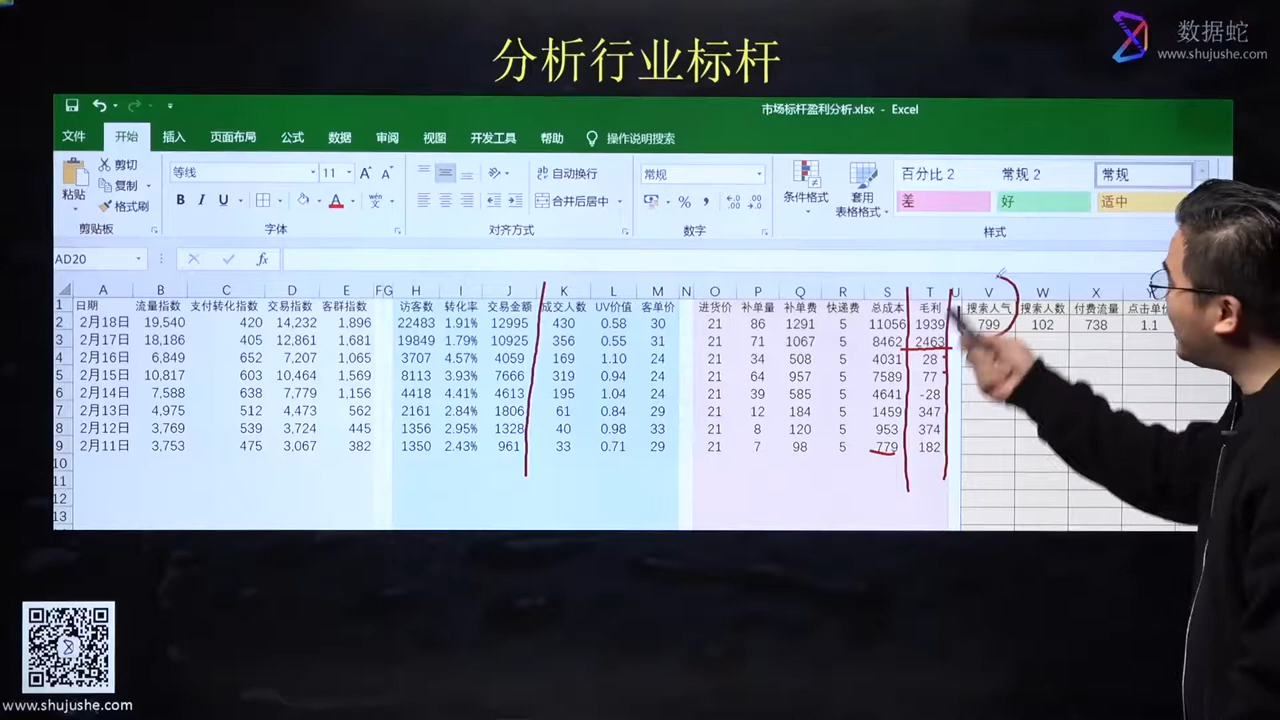 分析行业标杆
数据蛇
www.shujushe.com
市场标杆盈利分析.xlsx - Excel
文件 开始 插入 页面布局 公式 数据 审阅 视图 开发工具 帮助 操作说明搜索
粘贴 剪切 复制 格式刷 剪贴板
等线 11 B I U A 字体
自动换行 合并后居中 对齐方式
常规 % 数字
条件格式 套用表格格式
百分比 2 常规 2 常规
差 好 适中
样式
AD20 fx
A B C D E F G H I J K L M N O P Q R S T U V W X
1 日期 流量指数 支付转化指数 交易指数 客群指数 访客数 转化率 交易金额 成交人数 UV价值 客单价 进货价 补单量 补单费 快递费 总成本 毛利 搜索人气 搜索人数 付费流量 点击单价
2 2月18日 19,540 420 14,232 1,896 22483 1.91% 12995 430 0.58 30 21 86 1291 5 11056 1939 799 102 738 1.1
3 2月17日 18,186 405 12,861 1,681 19849 1.79% 10925 356 0.55 31 21 71 1067 5 8462 2463
4 2月16日 6,849 652 7,207 1,065 3707 4.57% 4059 169 1.10 24 21 34 508 5 4031 28
5 2月15日 10,817 603 10,464 1,569 8113 3.93% 7666 319 0.94 24 21 64 957 5 7589 77
6 2月14日 7,588 638 7,779 1,156 4418 4.41% 4613 195 1.04 24 21 39 585 5 4641 -28
7 2月13日 4,975 512 4,473 562 2161 2.84% 1806 61 0.84 29 21 12 184 5 1459 347
8 2月12日 3,769 539 3,724 445 1356 2.95% 1328 40 0.98 33 21 8 120 5 953 374
9 2月11日 3,753 475 3,067 382 1350 2.43% 961 33 0.71 29 21 7 98 5 779 182
10
11
12
13
www.shujushe.com